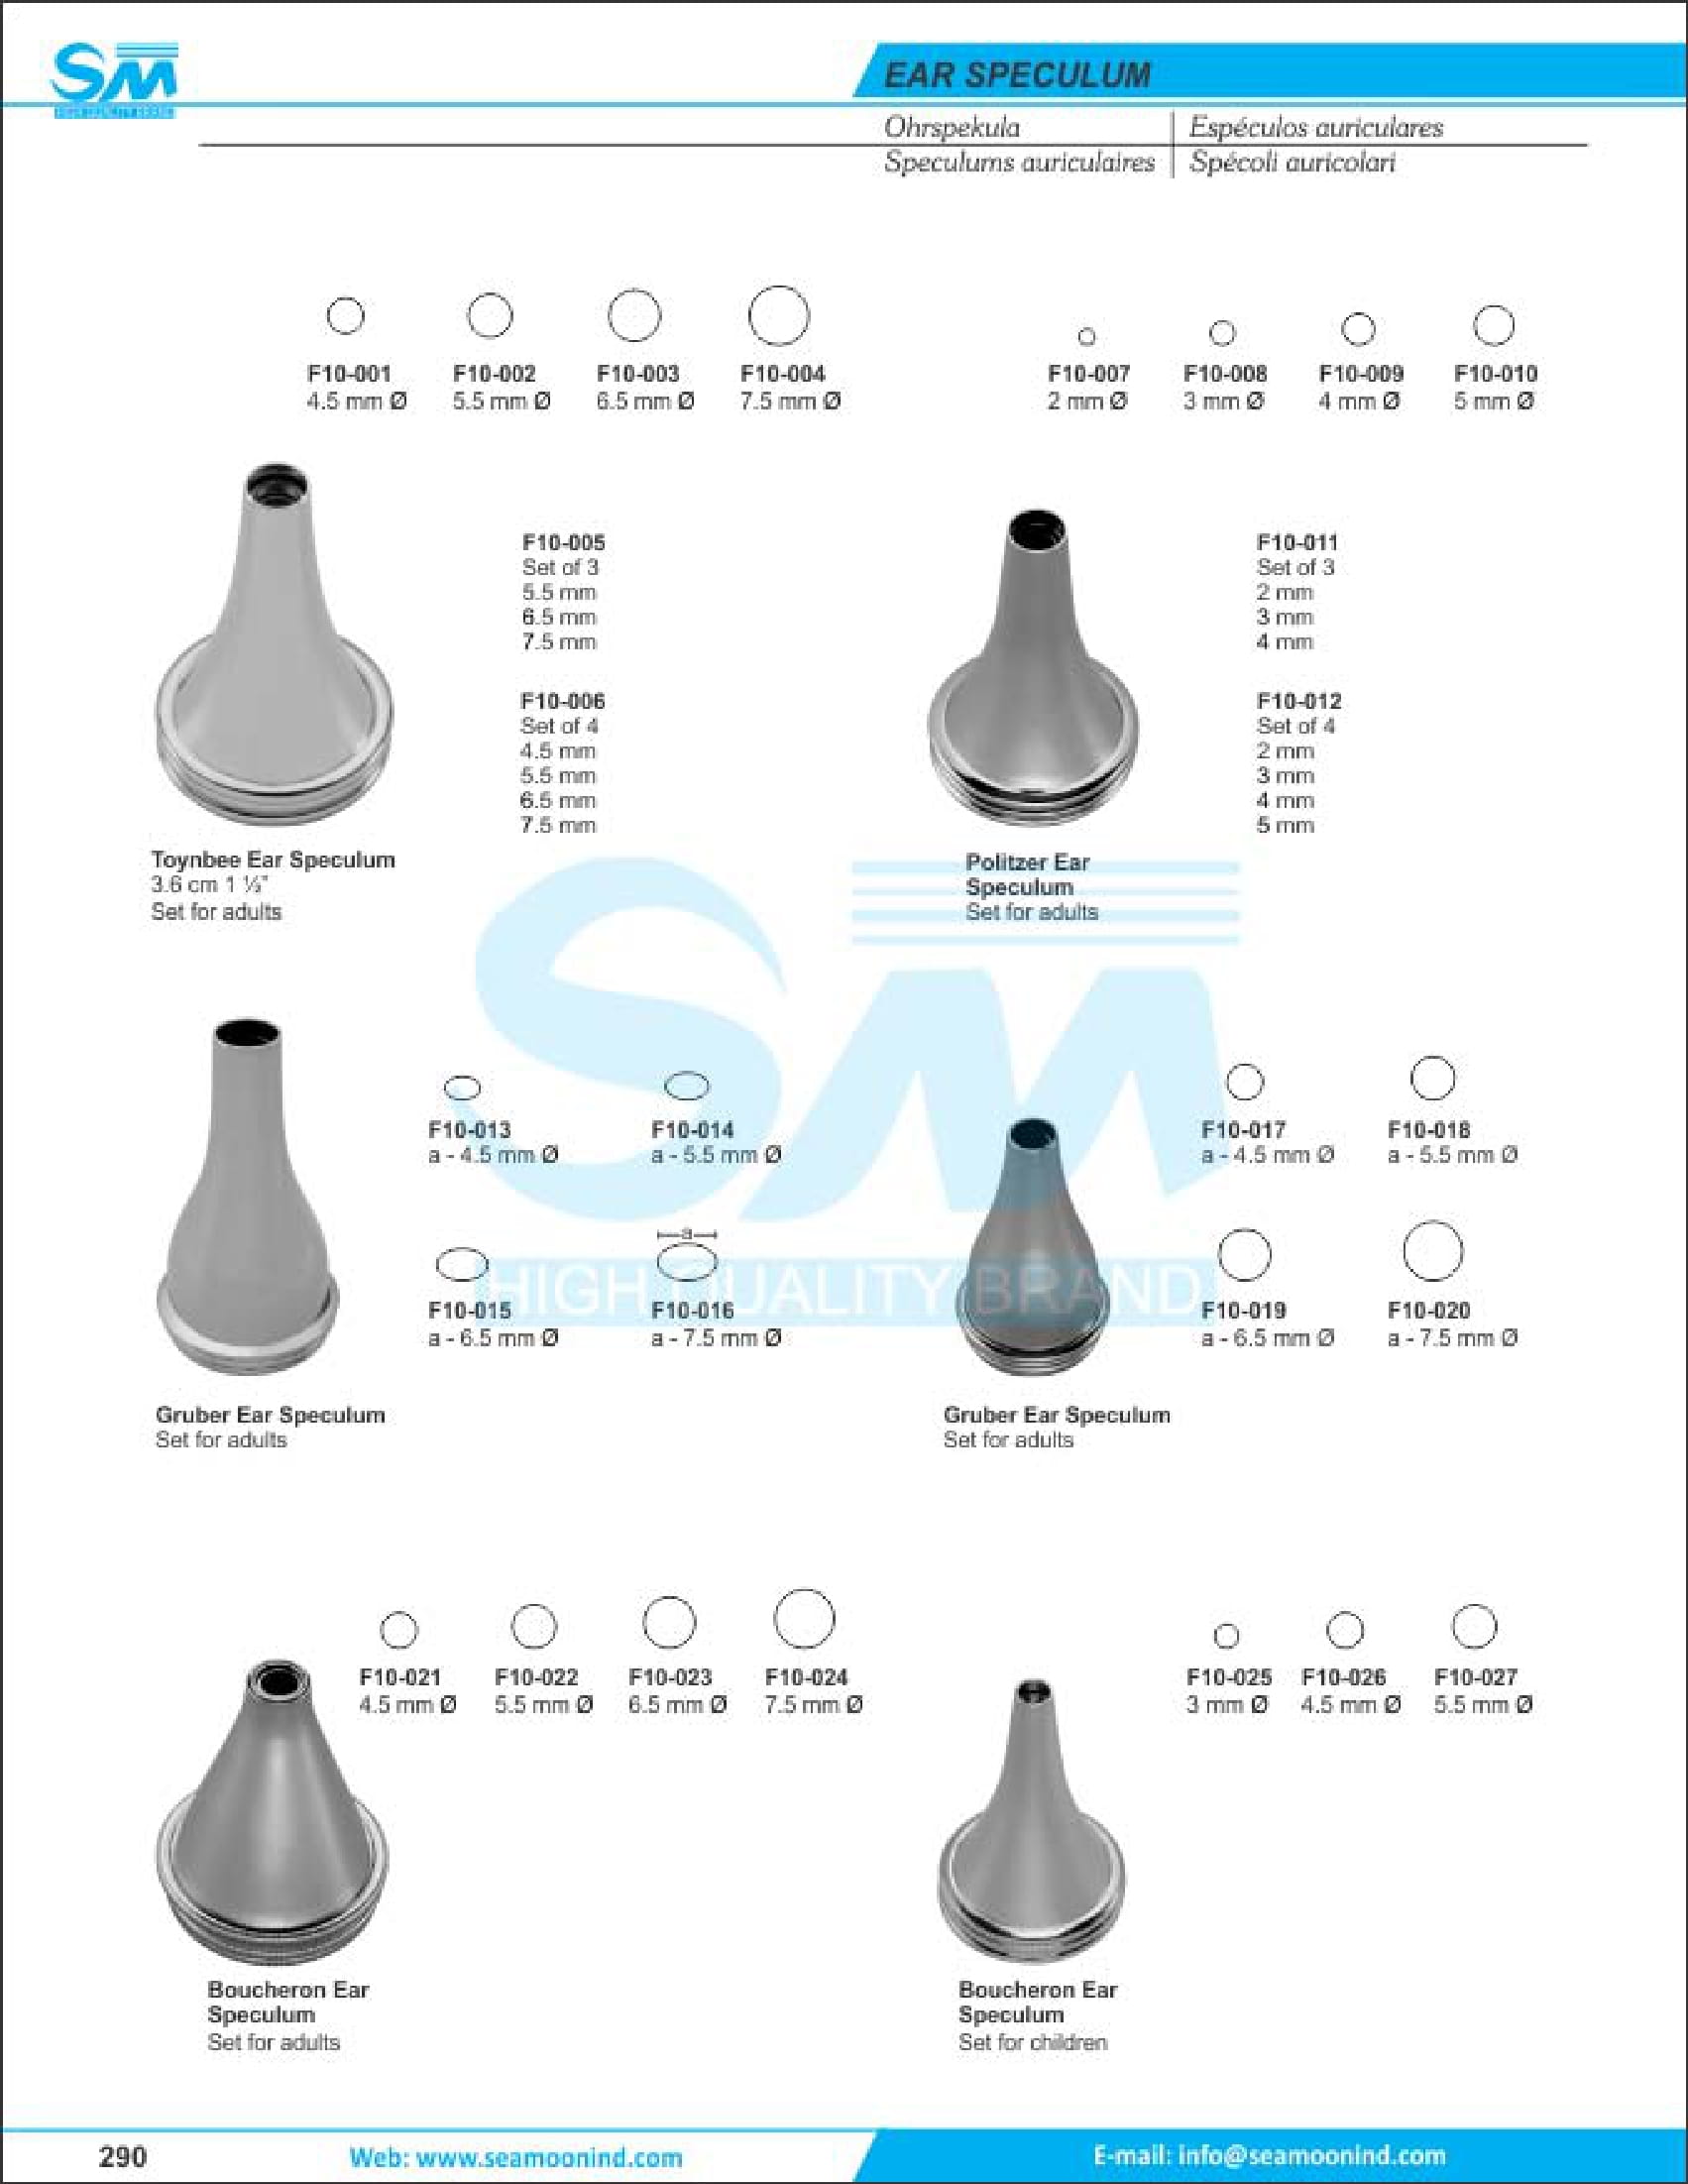 SM
EAR SPECULUM
Ohrspekula
Espéculos auriculares
Speculums auriculaires
Spécoli auricolari
F10-001
4.5 mm Ø
F10-002
5.5 mm Ø
F10-003
6.5 mm Ø
F10-004
7.5 mm Ø
F10-007
2 mm Ø
F10-008
3 mm Ø
F10-009
4 mm Ø
F10-010
5 mm Ø
F10-005
Set of 3
5.5 mm
6.5 mm
7.5 mm
F10-006
Set of 4
4.5 mm
5.5 mm
6.5 mm
7.5 mm
Toynbee Ear Speculum
3.6 cm 1
Set for adults
F10-011
Set of 3
2 mm
3 mm
4 mm
F10-012
Set of 4
2 mm
3 mm
4 mm
5 mm
Politzer Ear
Speculum
Set for adults
SM
HIGH QUALITY BRAND
F10-013
a - 4.5 mm Ø
F10-014
a - 5.5 mm Ø
a
F10-015
a - 6.5 mm Ø
F10-016
a - 7.5 mm Ø
Gruber Ear Speculum
Set for adults
F10-017
a - 4.5 mm Ø
F10-018
a - 5.5 mm Ø
F10-019
a - 6.5 mm Ø
F10-020
a - 7.5 mm Ø
Gruber Ear Speculum
Set for adults
F10-021
4.5 mm Ø
F10-022
5.5 mm Ø
F10-023
6.5 mm Ø
F10-024
7.5 mm Ø
Boucheron Ear
Speculum
Set for adults
F10-025
3 mm Ø
F10-026
4.5 mm Ø
F10-027
5.5 mm Ø
Boucheron Ear
Speculum
Set for children
290
Web: www.seamoonind.com
E-mail: info@seamoonind.com